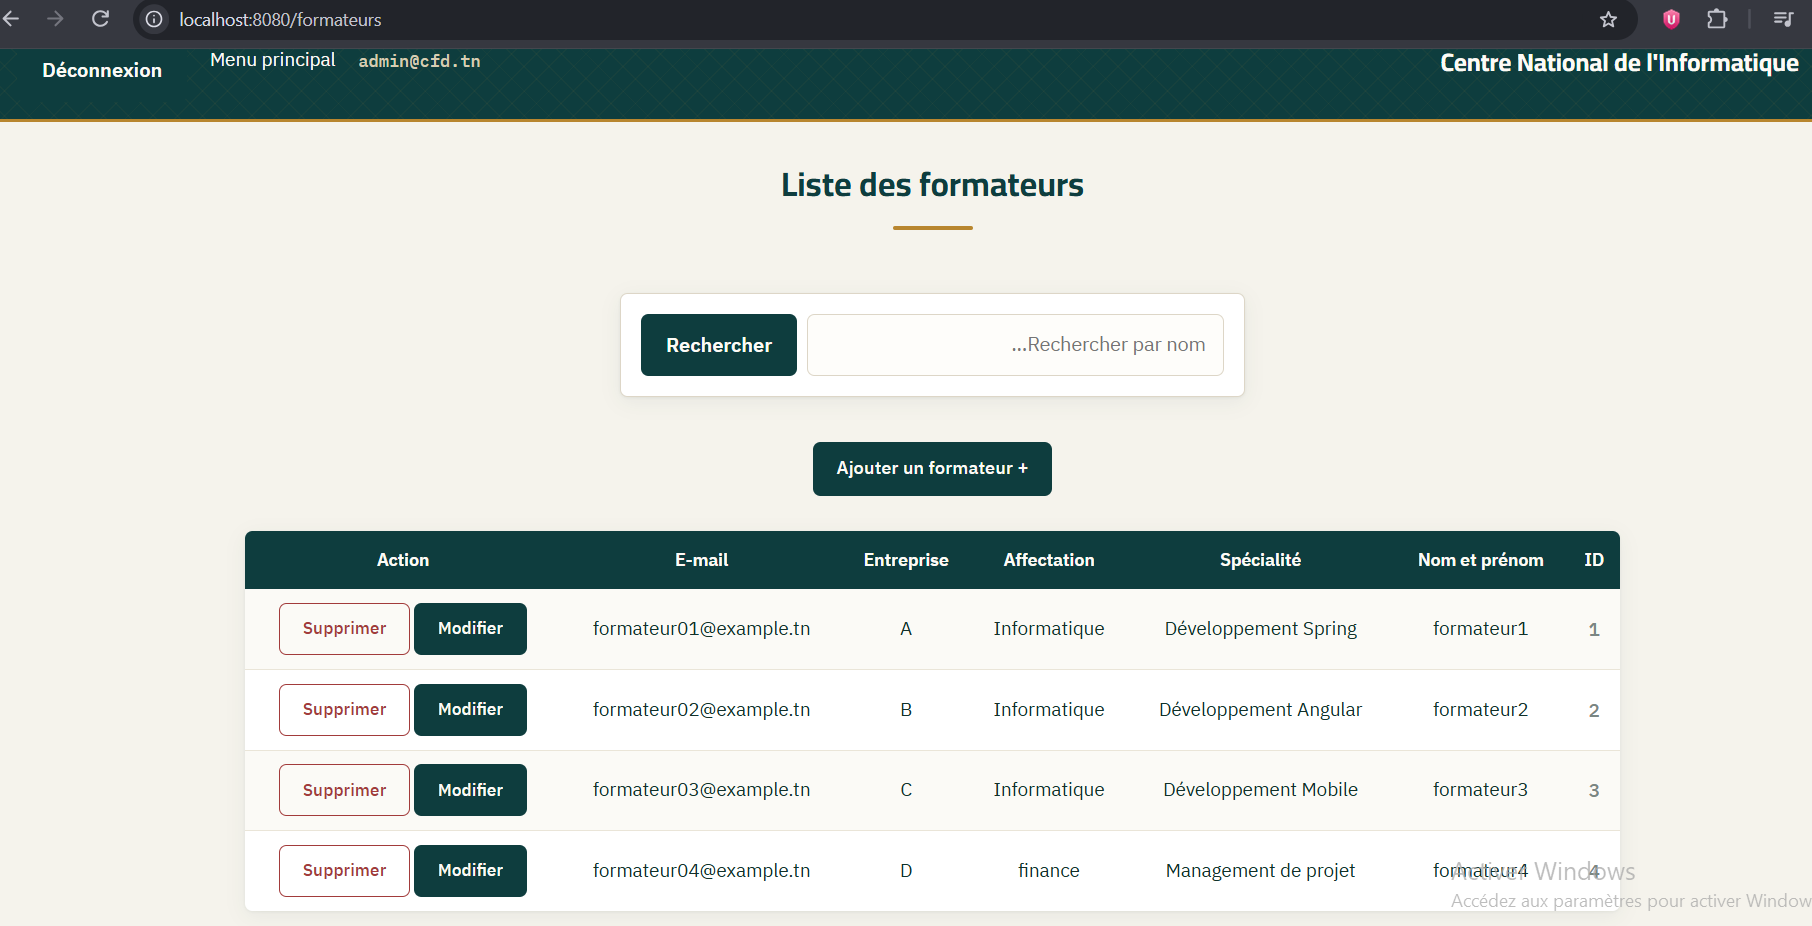 localhost:8080/formateurs
Déconnexion Menu principal admin@cfd.tn Centre National de l'Informatique
Liste des formateurs
Rechercher ...Rechercher par nom
Ajouter un formateur +
Action E-mail Entreprise Affectation Spécialité Nom et prénom ID
Supprimer Modifier formateur01@example.tn A Informatique Développement Spring formateur1 1
Supprimer Modifier formateur02@example.tn B Informatique Développement Angular formateur2 2
Supprimer Modifier formateur03@example.tn C Informatique Développement Mobile formateur3 3
Supprimer Modifier formateur04@example.tn D finance Management de projet formateur4 4
Activer Windows
Accédez aux paramètres pour activer Window